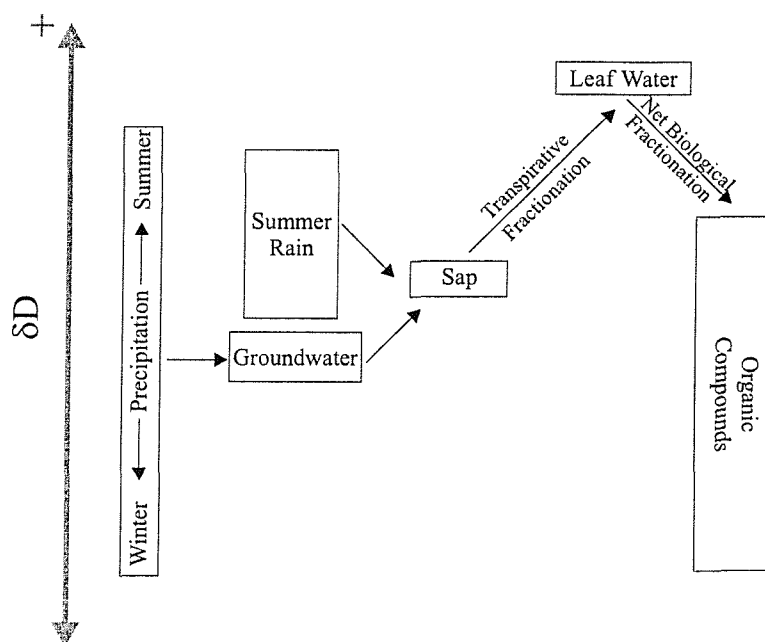 +
Leaf Water
Net Biological
Fractionation
Transpirative
Fractionation
Summer
Precipitation
Winter
Summer
Rain
Sap
Groundwater
δD
Organic
Compounds